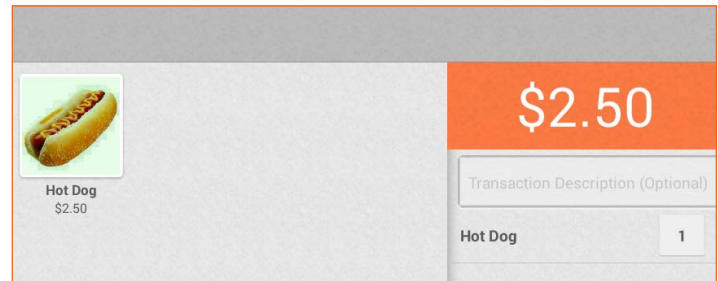 Hot Dog
$2.50
$2.50
Transaction Description (Optional)
Hot Dog 1